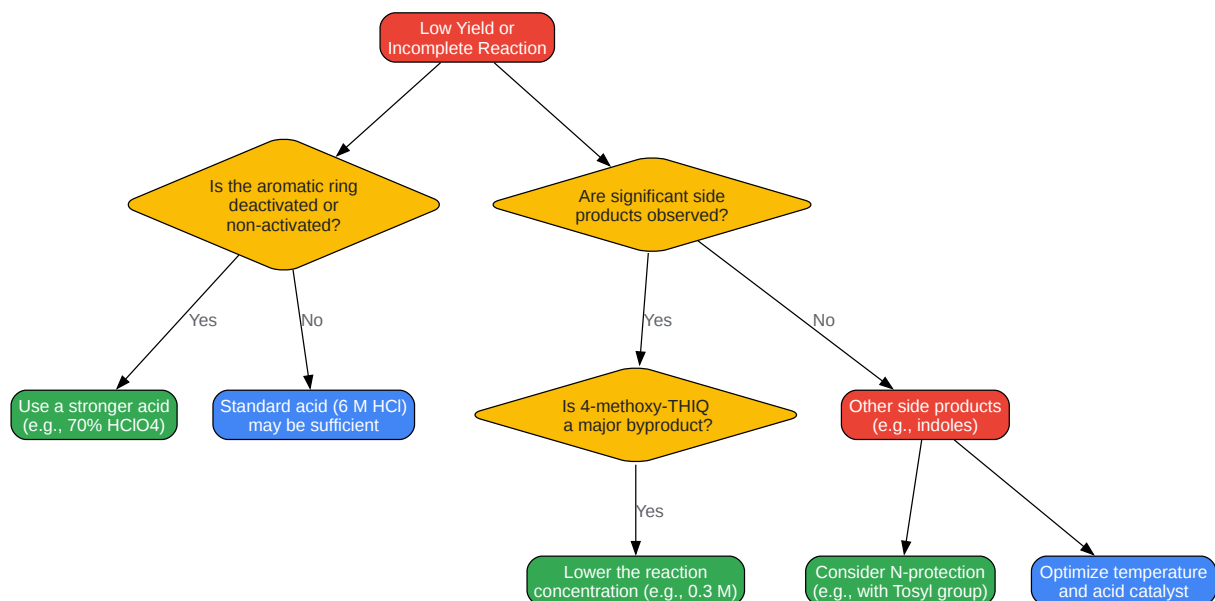 Low Yield or
Incomplete Reaction
Is the aromatic ring
deactivated or
non-activated?
Are significant side
products observed?
Yes
No
Yes
No
Use a stronger acid
(e.g., 70% HClO4)
Standard acid (6 M HCl)
may be sufficient
Is 4-methoxy-THIQ
a major byproduct?
Other side products
(e.g., indoles)
Yes
Lower the reaction
concentration (e.g., 0.3 M)
Consider N-protection
(e.g., with Tosyl group)
Optimize temperature
and acid catalyst